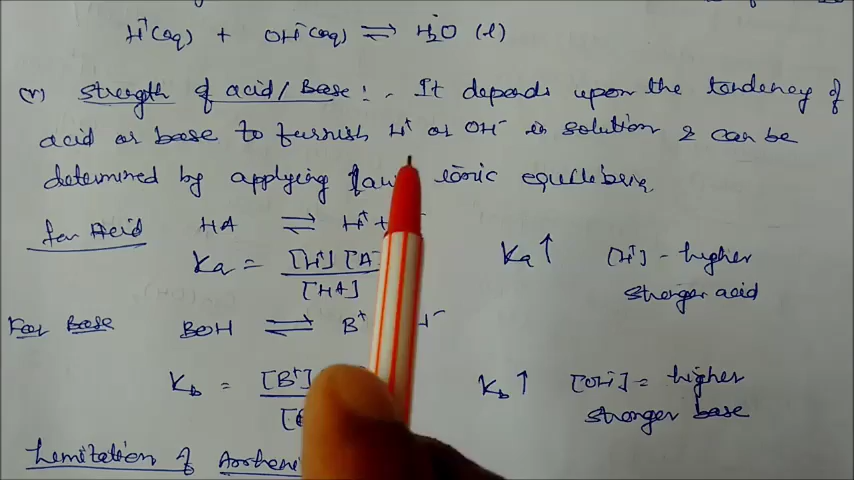 H⁺(aq) + OH⁻(aq) ⇌ H₂O (l)
(v) Strength of acid/Base :- It depends upon the tendency of
acid or base to furnish H⁺ or OH⁻ in solution & can be
determined by applying law ionic equilibria
for Acid HA ⇌ H⁺ +
Ka = [H⁺] [A / [HA] Ka ↑ [H⁺] - higher
stronger acid
For Base BOH ⇌ B⁺
Kb = [B⁺] Kb ↑ [OH⁻] = higher
stronger base
Lemitation of